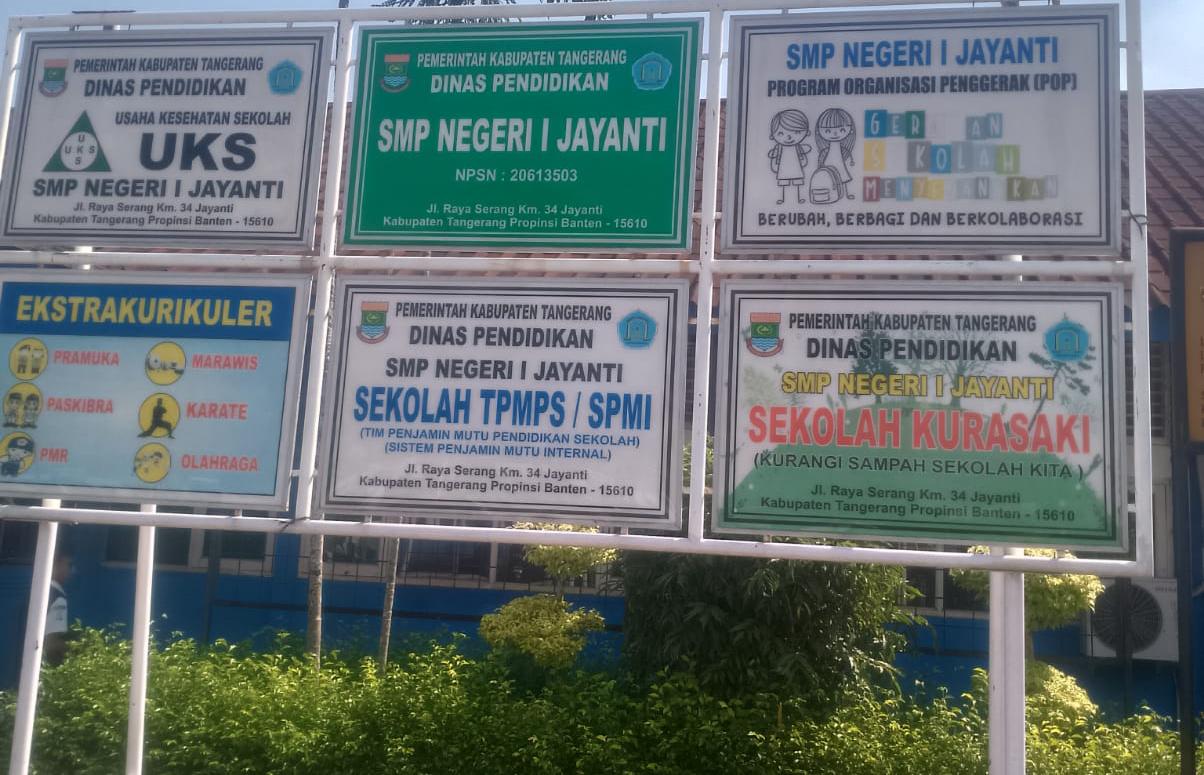 PEMERINTAH KABUPATEN TANGERANG
DINAS PENDIDIKAN
USAHA KESEHATAN SEKOLAH
UKS
U
UKS
S
SMP NEGERI I JAYANTI
Jl. Raya Serang Km. 34 Jayanti
Kabupaten Tangerang Propinsi Banten - 15610
PEMERINTAH KABUPATEN TANGERANG
DINAS PENDIDIKAN
SMP NEGERI I JAYANTI
NPSN : 20613503
Jl. Raya Serang Km. 34 Jayanti
Kabupaten Tangerang Propinsi Banten - 15610
SMP NEGERI I JAYANTI
PROGRAM ORGANISASI PENGGERAK (POP)
BERUBAH, BERBAGI DAN BERKOLABORASI
EKSTRAKURIKULER
PRAMUKA
MARAWIS
PASKIBRA
KARATE
PMR
OLAHRAGA
PEMERINTAH KABUPATEN TANGERANG
DINAS PENDIDIKAN
SMP NEGERI I JAYANTI
SEKOLAH TPMPS / SPMI
(TIM PENJAMIN MUTU PENDIDIKAN SEKOLAH)
(SISTEM PENJAMIN MUTU INTERNAL)
Jl. Raya Serang Km. 34 Jayanti
Kabupaten Tangerang Propinsi Banten - 15610
PEMERINTAH KABUPATEN TANGERANG
DINAS PENDIDIKAN
SMP NEGERI I JAYANTI
SEKOLAH KURASAKI
(KURANGI SAMPAH SEKOLAH KITA )
Jl. Raya Serang Km. 34 Jayanti
Kabupaten Tangerang Propinsi Banten - 15610